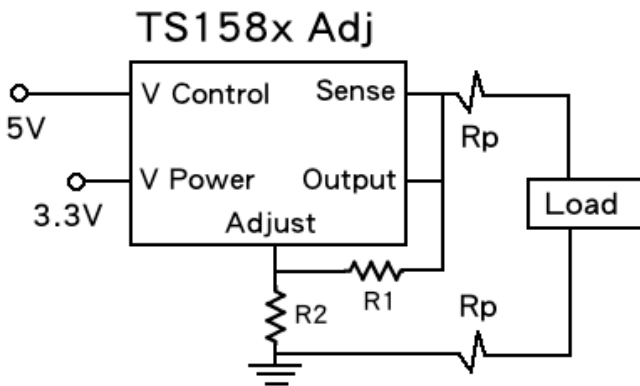 TS158x Adj
V Control Sense
5V
Rp
V Power Output
3.3V
Load
Adjust
R1
R2
Rp